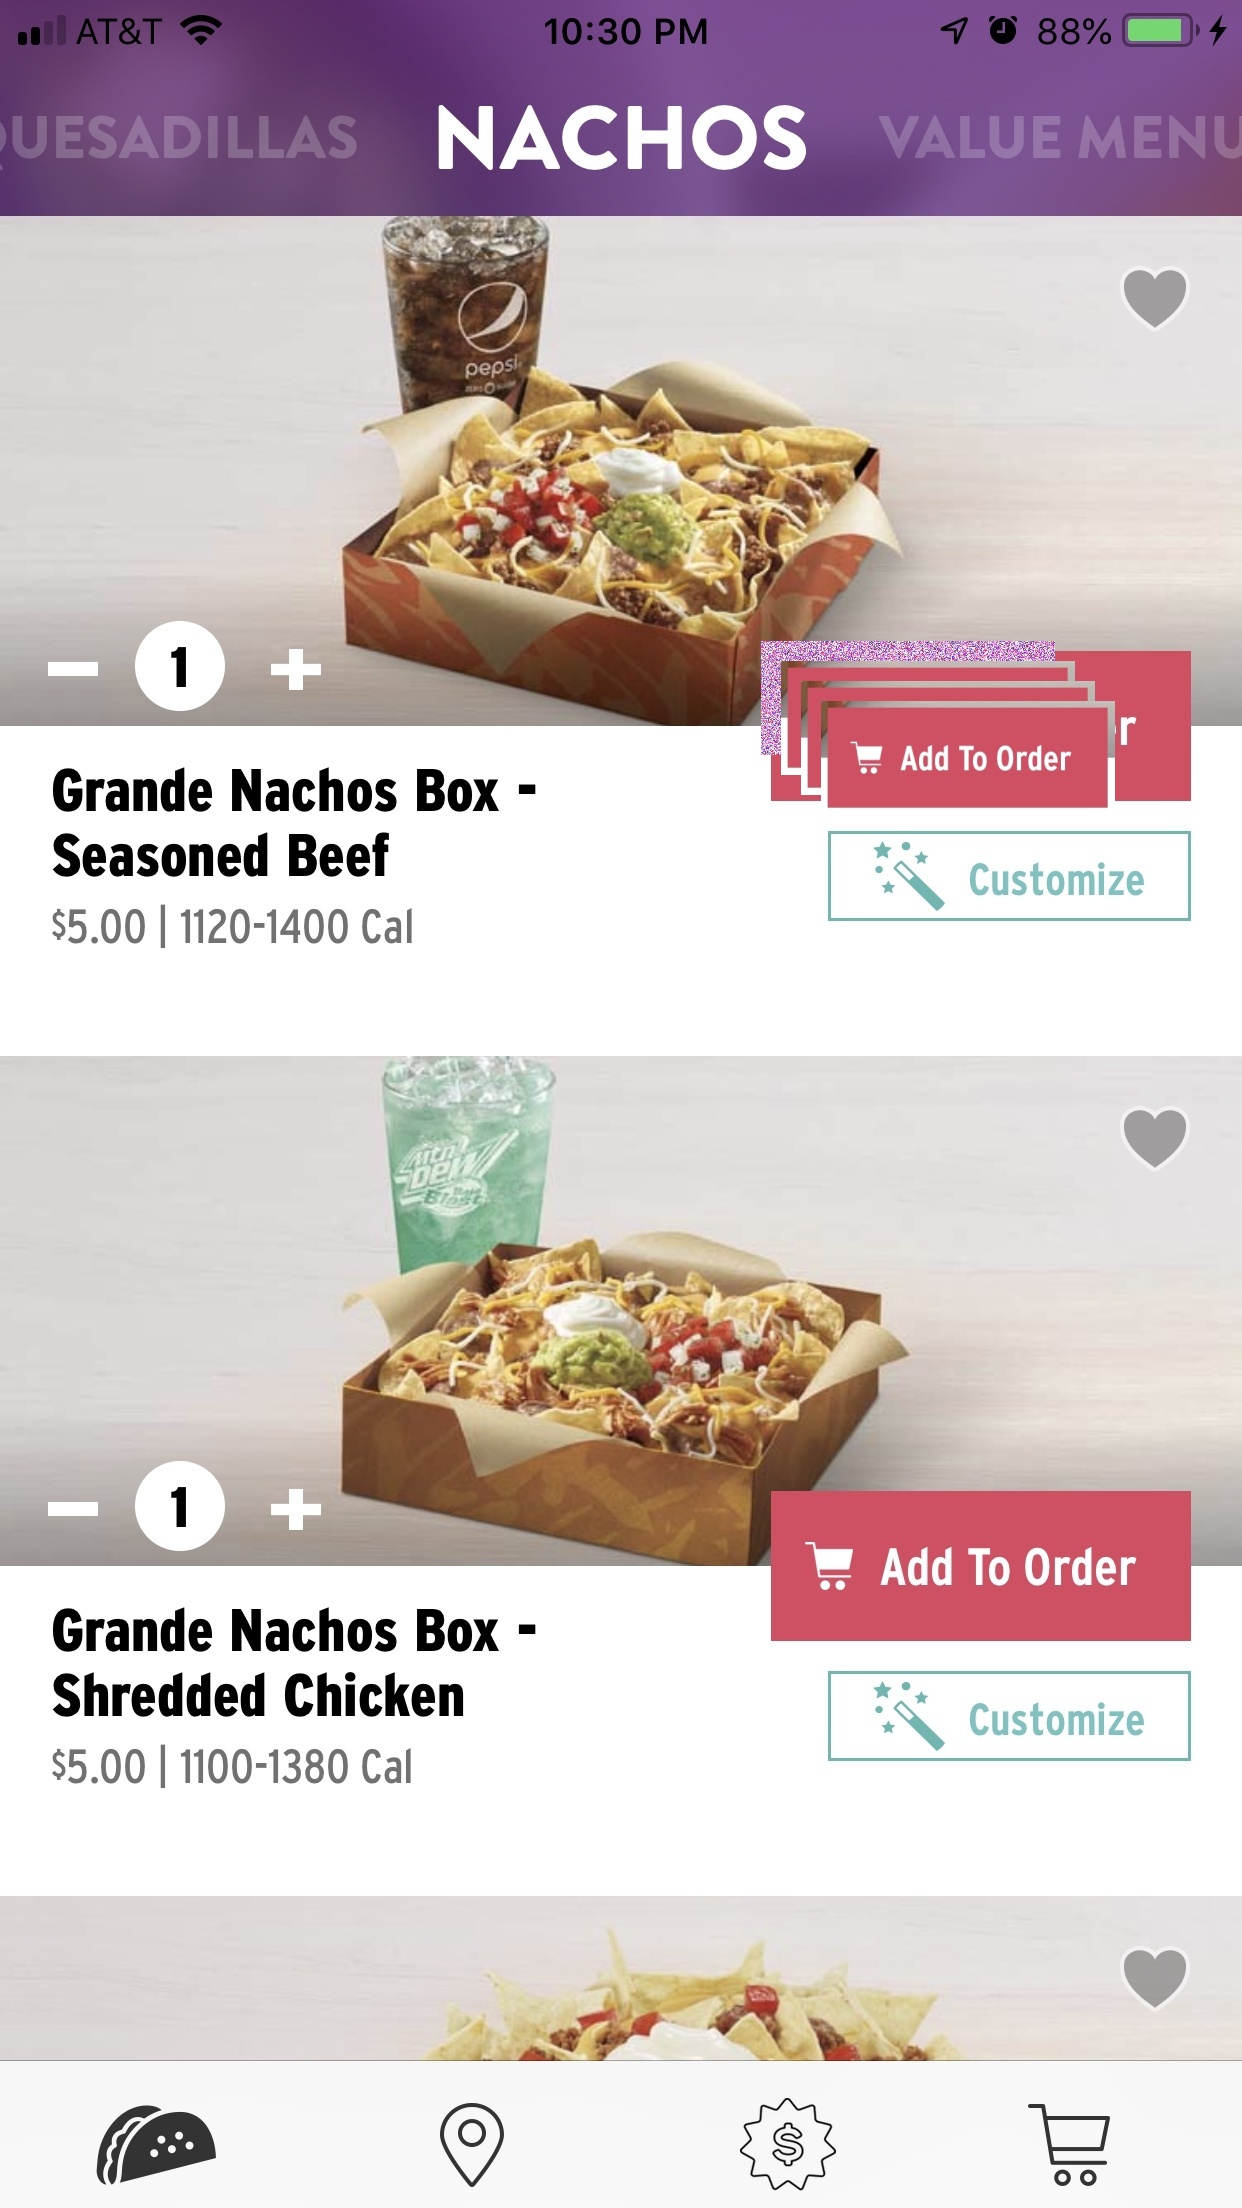 AT&T
10:30 PM
88%
QUESADILLAS
NACHOS
VALUE MENU
pepsi
1
r
Add To Order
Grande Nachos Box -
Seasoned Beef
$5.00 | 1120-1400 Cal
Customize
Mtn
Dew
Baja
Blast
1
Add To Order
Grande Nachos Box -
Shredded Chicken
$5.00 | 1100-1380 Cal
Customize
$